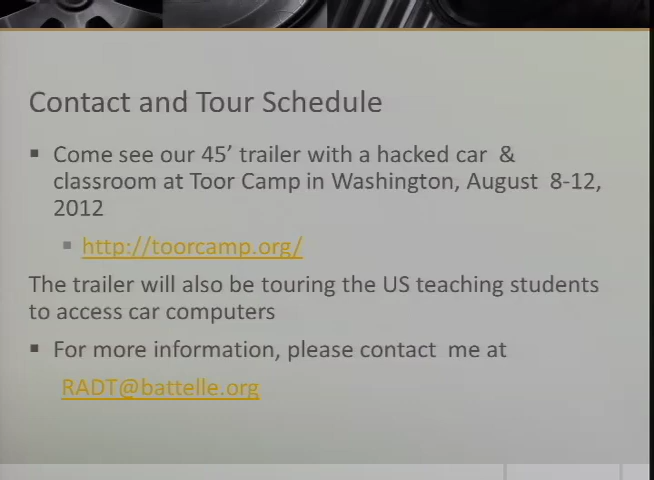 Contact and Tour Schedule
▪ Come see our 45’ trailer with a hacked car & 
classroom at Toor Camp in Washington, August 8-12,
2012
▪ http://toorcamp.org/
The trailer will also be touring the US teaching students
to access car computers
▪ For more information, please contact me at
RADT@battelle.org